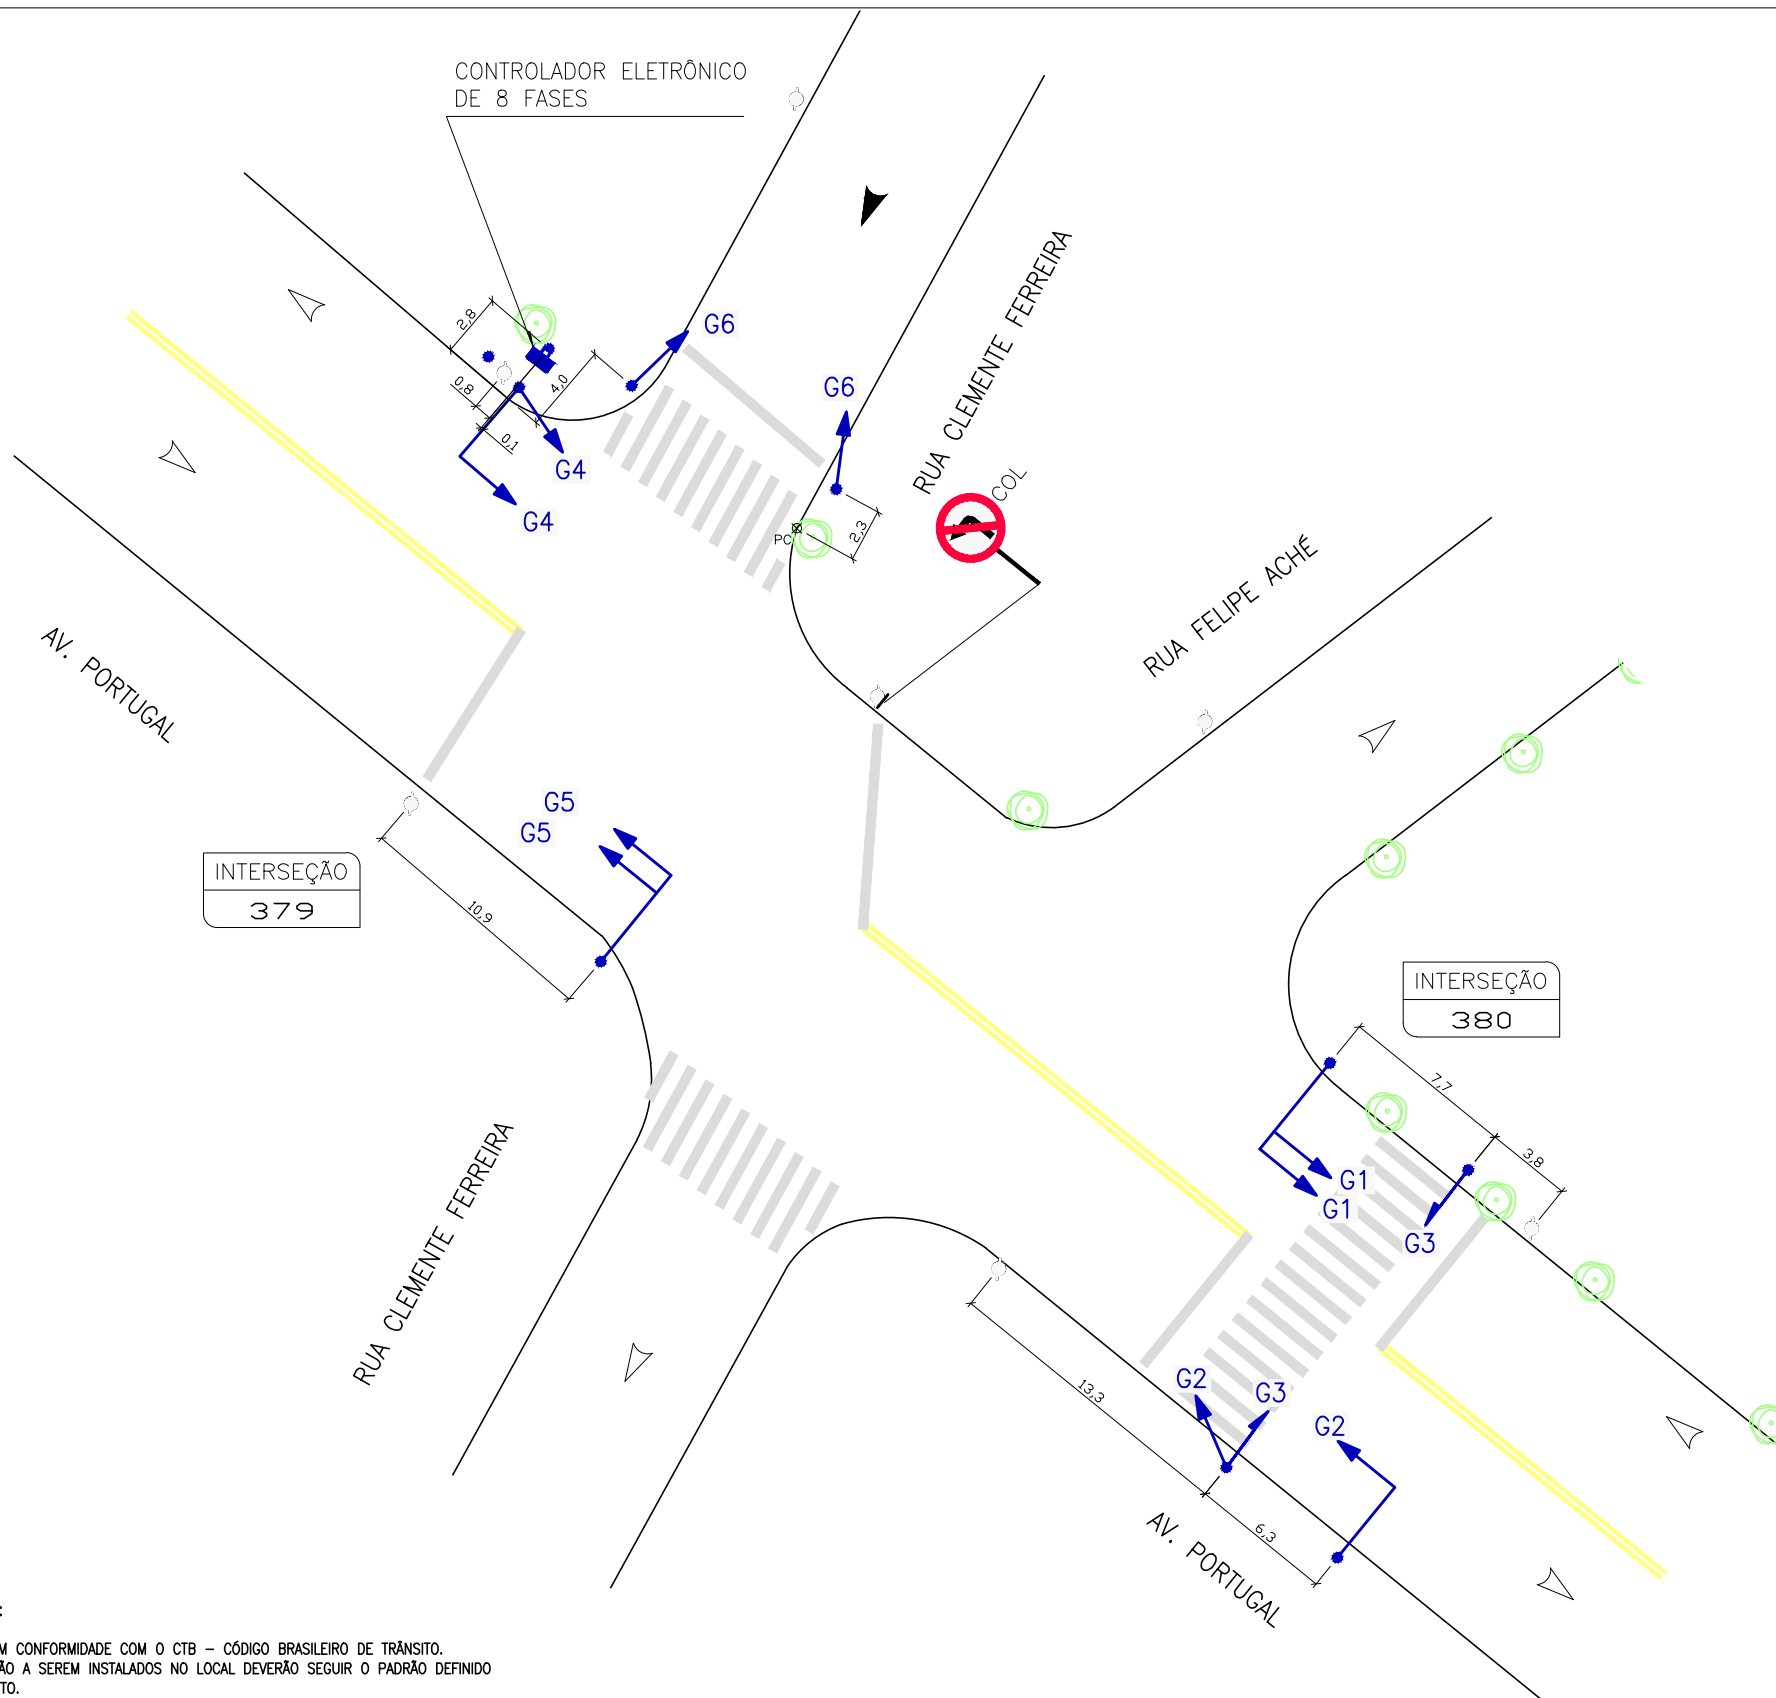 CONTROLADOR ELETRÔNICO
DE 8 FASES
2,8
0,8
4,0
0,1
G6
G6
G4
G4
RUA CLEMENTE FERREIRA
COL
PC
2,3
RUA FELIPE ACHÉ
AV. PORTUGAL
G5
G5
INTERSEÇÃO
379
10,9
INTERSEÇÃO
380
7,7
3,8
G1
G1
G3
RUA CLEMENTE FERREIRA
13,3
G2
G3
G2
6,3
AV. PORTUGAL
:
M CONFORMIDADE COM O CTB – CÓDIGO BRASILEIRO DE TRÂNSITO.
ÃO A SEREM INSTALADOS NO LOCAL DEVERÃO SEGUIR O PADRÃO DEFINIDO
TO.